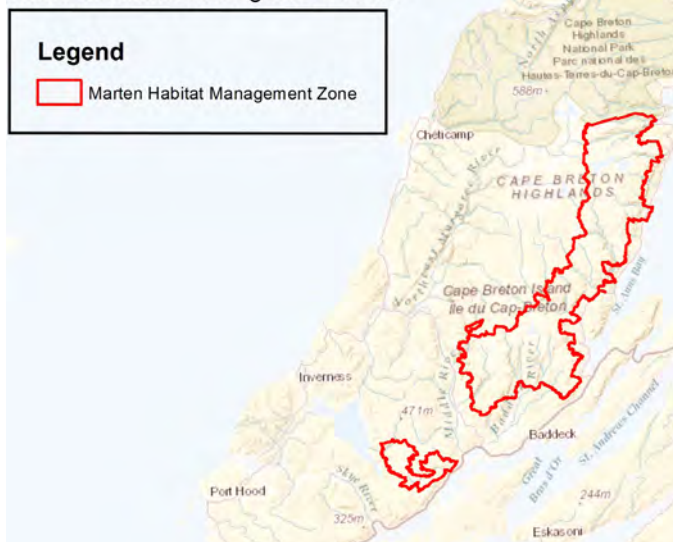 Legend
Marten Habitat Management Zone
Cape Breton
Highlands
National Park
Parc national des
Hautes-Terres-du-Cap-Breton
588m
Cheticamp
Northeast Margaree River
CAPE BRETON
HIGHLANDS
Cape Breton Island
Île du Cap-Breton
St. Anns Bay
Inverness
Middle River
Baddeck River
471m
Baddeck
St. Andrews Channel
Great
Bras d'Or
Skye River
Port Hood
244m
325m
Eskasoni